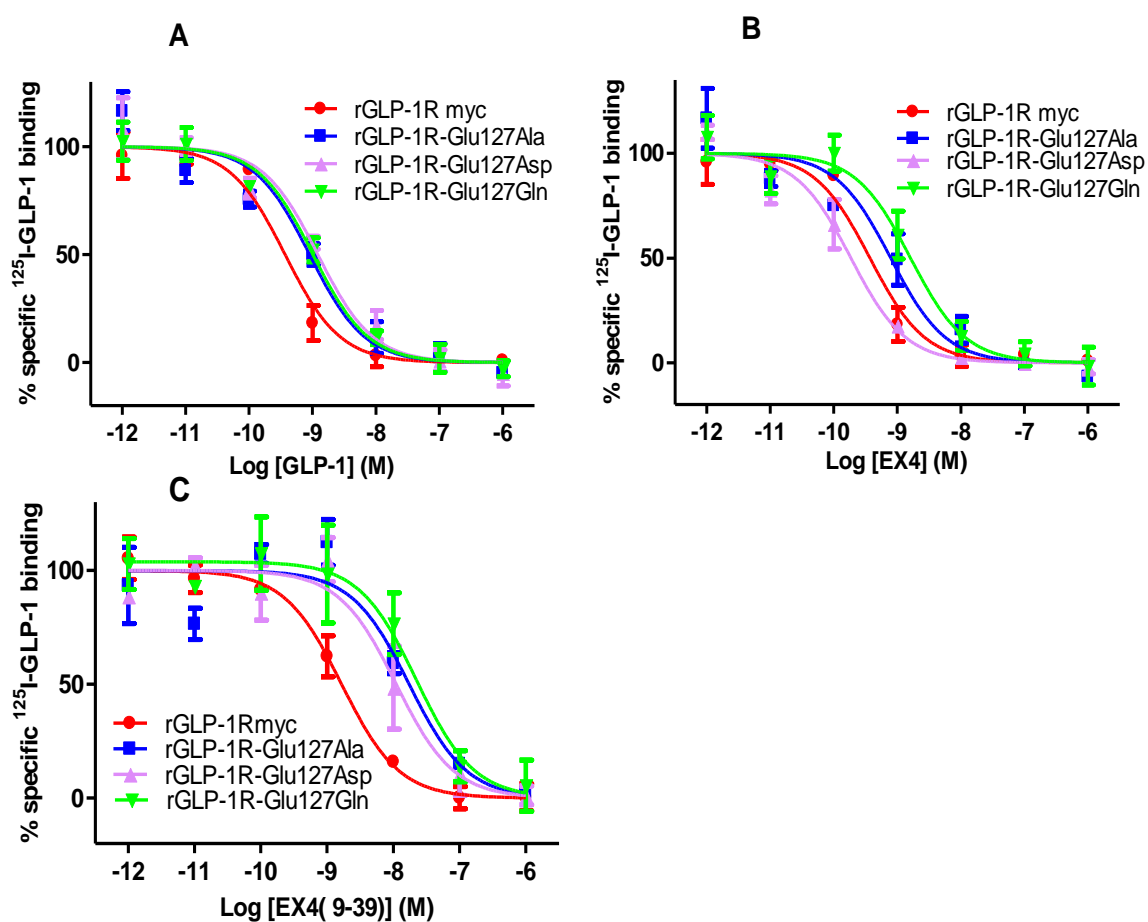 A
% specific ¹²⁵I-GLP-1 binding
100
50
0
rGLP-1R myc
rGLP-1R-Glu127Ala
rGLP-1R-Glu127Asp
rGLP-1R-Glu127Gln
-12 -11 -10 -9 -8 -7 -6
Log [GLP-1] (M)
B
% specific ¹²⁵I-GLP-1 binding
100
50
0
rGLP-1R myc
rGLP-1R-Glu127Ala
rGLP-1R-Glu127Asp
rGLP-1R-Glu127Gln
-12 -11 -10 -9 -8 -7 -6
Log [EX4] (M)
C
% specific ¹²⁵I-GLP-1 binding
100
50
0
rGLP-1Rmyc
rGLP-1R-Glu127Ala
rGLP-1R-Glu127Asp
rGLP-1R-Glu127Gln
-12 -11 -10 -9 -8 -7 -6
Log [EX4( 9-39)] (M)